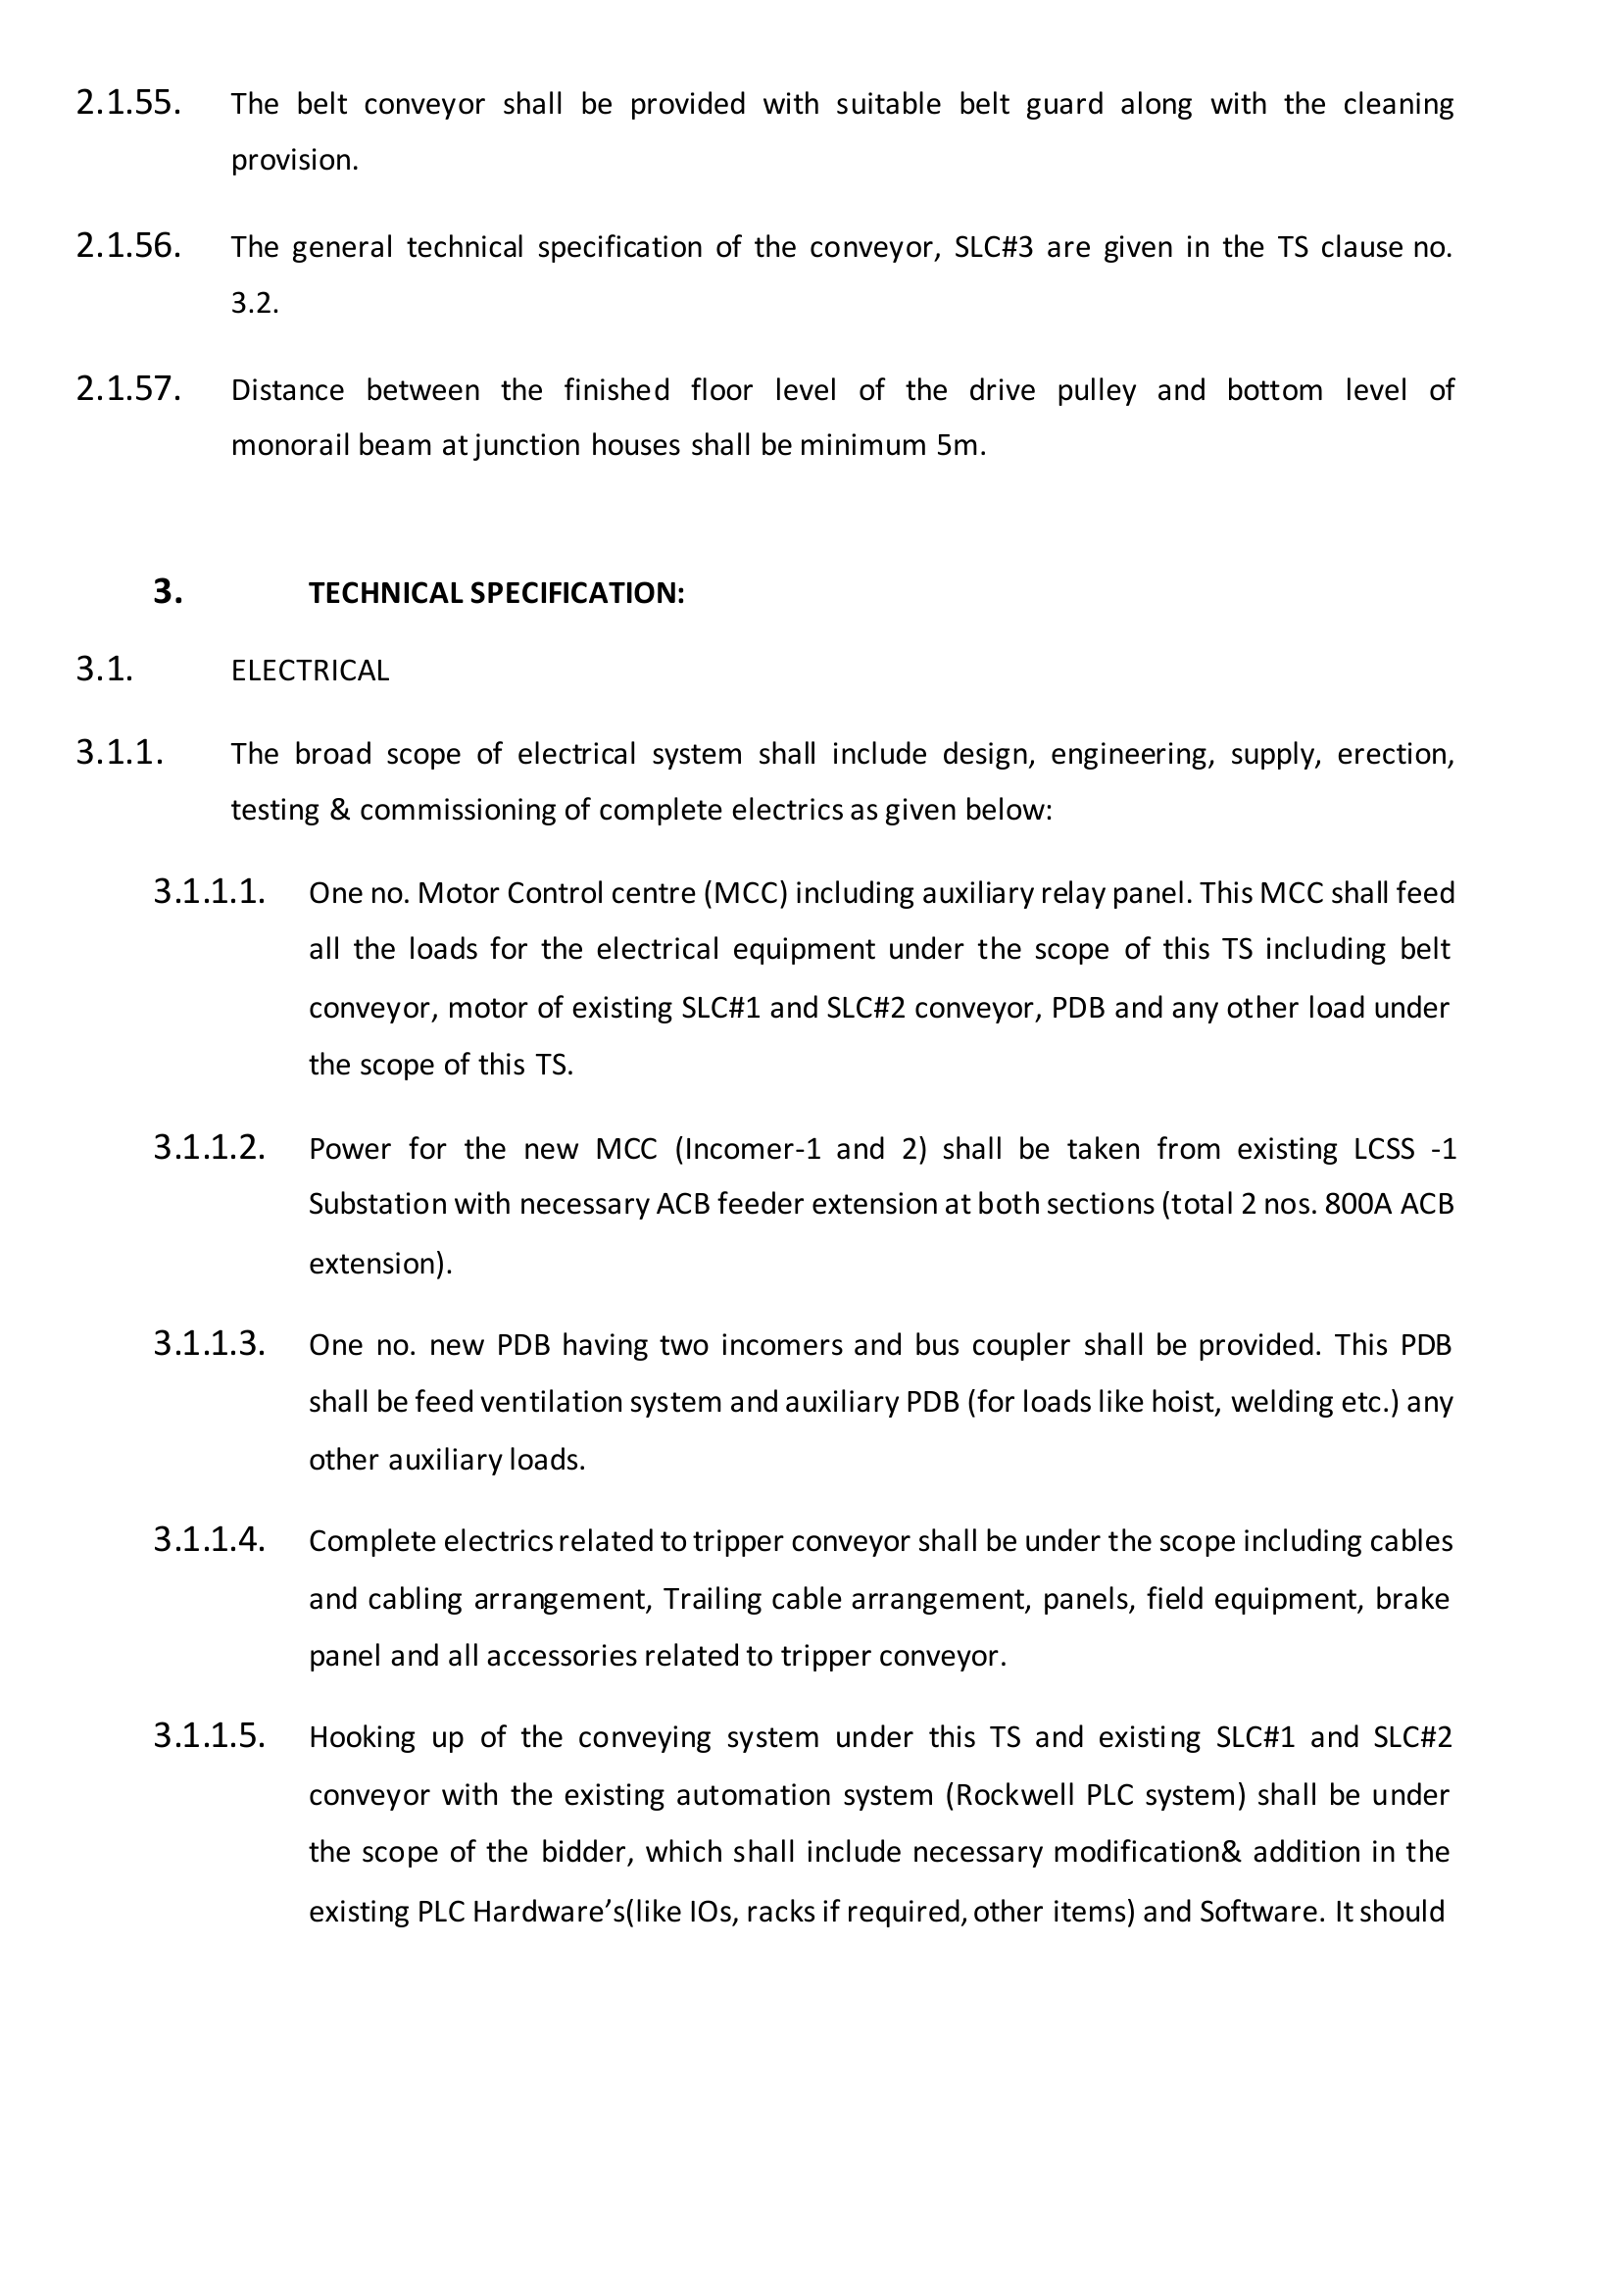 2.1.55. The belt conveyor shall be provided with suitable belt guard along with the cleaning
provision.
2.1.56. The general technical specification of the conveyor, SLC#3 are given in the TS clause no.
3.2.
2.1.57. Distance between the finished floor level of the drive pulley and bottom level of
monorail beam at junction houses shall be minimum 5m.
3. TECHNICAL SPECIFICATION:
3.1. ELECTRICAL
3.1.1. The broad scope of electrical system shall include design, engineering, supply, erection,
testing & commissioning of complete electrics as given below:
3.1.1.1. One no. Motor Control centre (MCC) including auxiliary relay panel. This MCC shall feed
all the loads for the electrical equipment under the scope of this TS including belt
conveyor, motor of existing SLC#1 and SLC#2 conveyor, PDB and any other load under
the scope of this TS.
3.1.1.2. Power for the new MCC (Incomer-1 and 2) shall be taken from existing LCSS -1
Substation with necessary ACB feeder extension at both sections (total 2 nos. 800A ACB
extension).
3.1.1.3. One no. new PDB having two incomers and bus coupler shall be provided. This PDB
shall be feed ventilation system and auxiliary PDB (for loads like hoist, welding etc.) any
other auxiliary loads.
3.1.1.4. Complete electrics related to tripper conveyor shall be under the scope including cables
and cabling arrangement, Trailing cable arrangement, panels, field equipment, brake
panel and all accessories related to tripper conveyor.
3.1.1.5. Hooking up of the conveying system under this TS and existing SLC#1 and SLC#2
conveyor with the existing automation system (Rockwell PLC system) shall be under
the scope of the bidder, which shall include necessary modification& addition in the
existing PLC Hardware’s(like IOs, racks if required, other items) and Software. It should